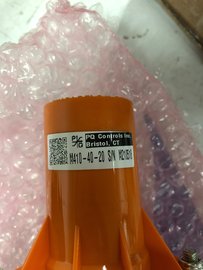 PQ Controls Inc.
Bristol, CT
M410-40-20 S/N